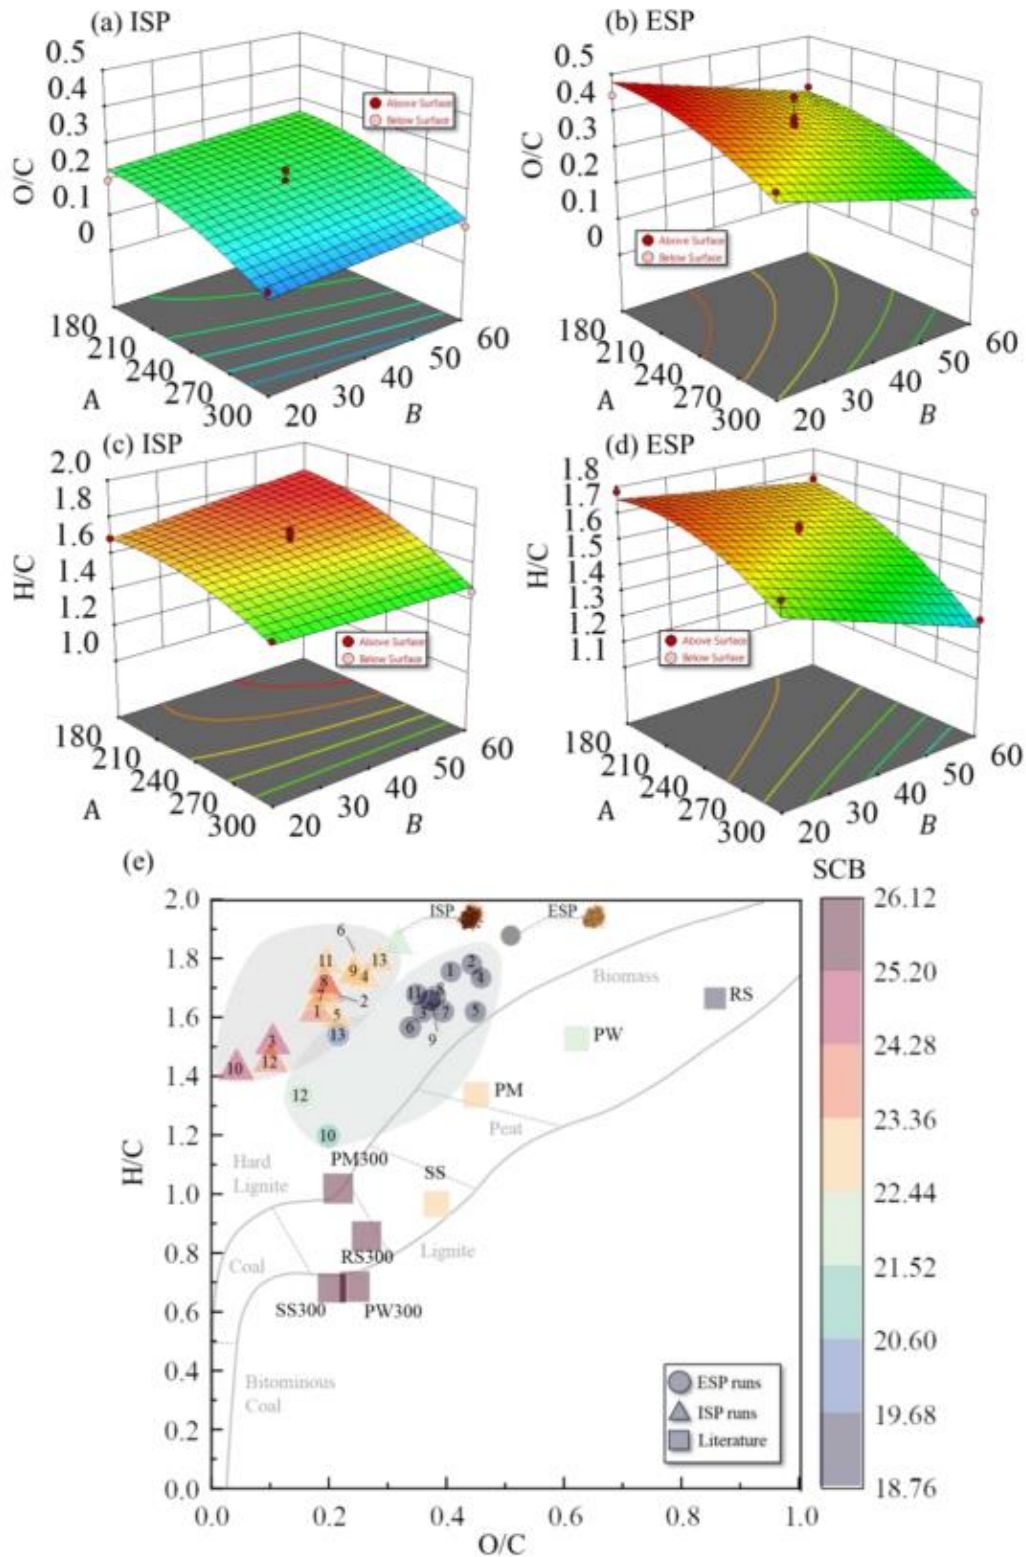 (a) ISP
0.5
0.4
0.3
0.2
0.1
0
O/C
Above Surface
Below Surface
180
210
240
270
300
A
20
30
40
50
60
B
(b) ESP
0.5
0.4
0.3
0.2
0.1
0
O/C
Above Surface
Below Surface
180
210
240
270
300
A
20
30
40
50
60
B
(c) ISP
2.0
1.8
1.6
1.4
1.2
1.0
H/C
Above Surface
Below Surface
180
210
240
270
300
A
20
30
40
50
60
B
(d) ESP
1.8
1.7
1.6
1.5
1.4
1.3
1.2
1.1
H/C
Above Surface
Below Surface
180
210
240
270
300
A
20
30
40
50
60
B
(e)
SCB
26.12
25.20
24.28
23.36
22.44
21.52
20.60
19.68
18.76
2.0
1.8
1.6
1.4
1.2
1.0
0.8
0.6
0.4
0.2
0.0
H/C
ISP
ESP
6
11
9
4
13
8
7
2
1
5
13
3
12
10
1
2
4
11
8
3
7
5
6
9
12
10
Biomass
RS
PW
PM
Peat
Hard
Lignite
PM300
SS
RS300
Lignite
Coal
SS300
PW300
Bitominous
Coal
ESP runs
ISP runs
Literature
0.0
0.2
0.4
0.6
0.8
1.0
O/C